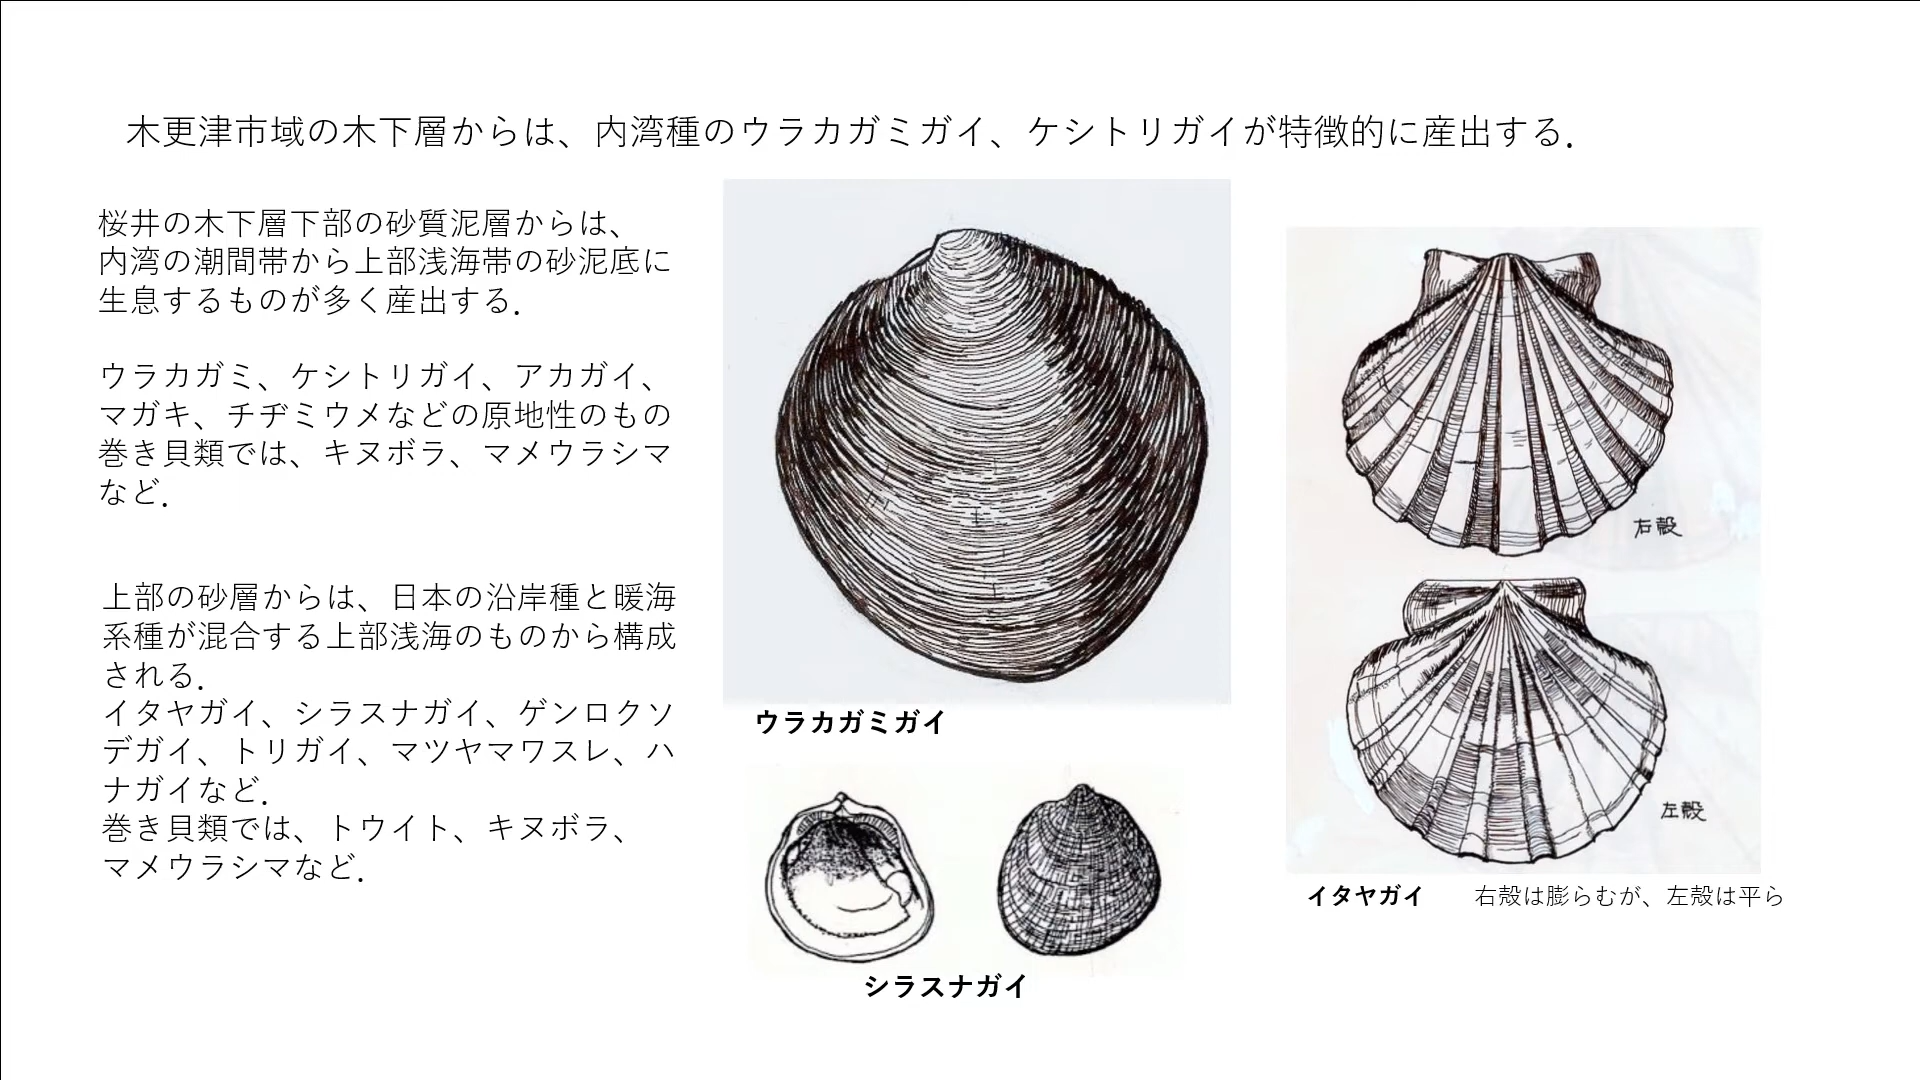 木更津市域の木下層からは、内湾種のウラカガミガイ、ケシトリガイが特徴的に産出する.
桜井の木下層下部の砂質泥層からは、
内湾の潮間帯から上部浅海帯の砂泥底に
生息するものが多く産出する.
ウラカガミ、ケシトリガイ、アカガイ、
マガキ、チヂミウメなどの原地性のもの
巻き貝類では、キヌボラ、マメウラシマ
など.
上部の砂層からは、日本の沿岸種と暖海
系種が混合する上部浅海のものから構成
される.
イタヤガイ、シラスナガイ、ゲンロクソ
デガイ、トリガイ、マツヤマワスレ、ハ
ナガイなど.
巻き貝類では、トウイト、キヌボラ、
マメウラシマなど.
ウラカガミガイ
シラスナガイ
右殻
左殻
イタヤガイ 右殻は膨らむが、左殻は平ら